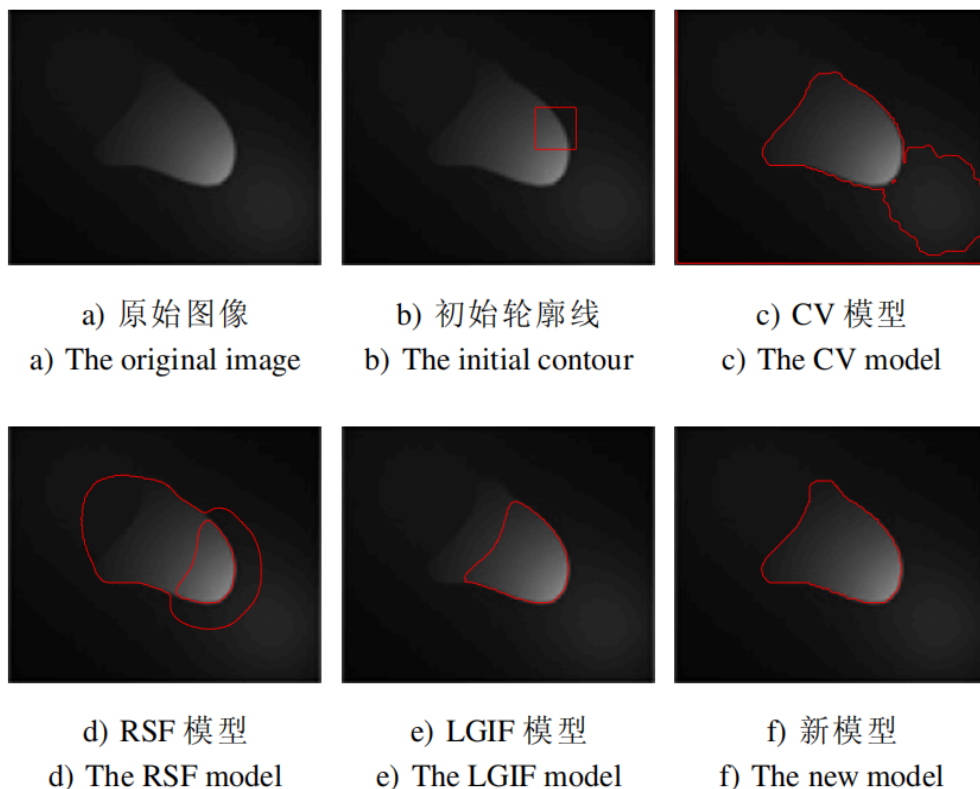 a) 原始图像
b) 初始轮廓线
c) CV 模型
a) The original image
b) The initial contour
c) The CV model
d) RSF 模型
e) LGIF 模型
f) 新模型
d) The RSF model
e) The LGIF model
f) The new model